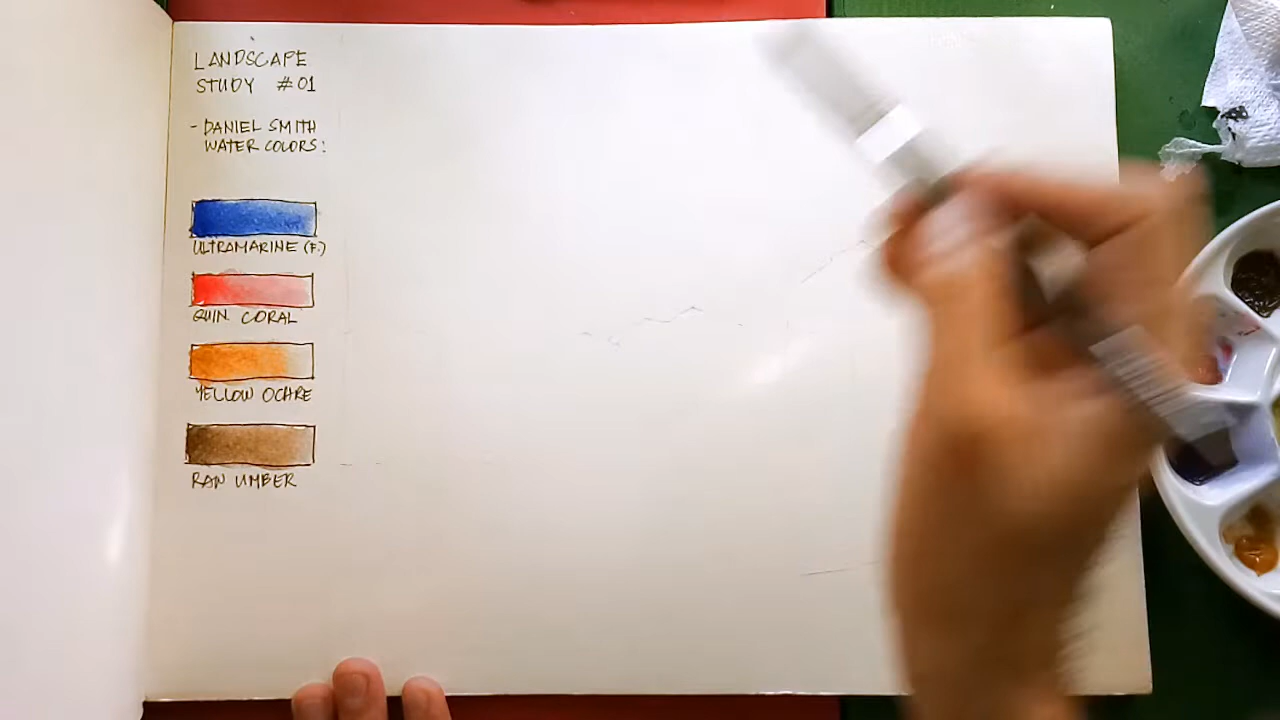 LANDSCAPE
STUDY #01
- DANIEL SMITH
WATER COLORS:
ULTRAMARINE (F.)
QUIN CORAL
YELLOW OCHRE
RAW UMBER